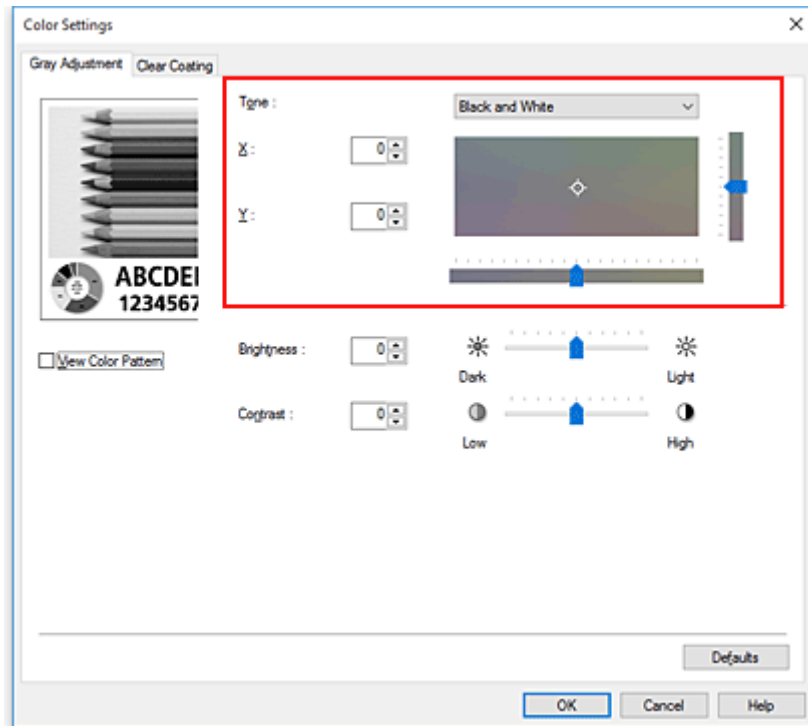 Color Settings
Gray Adjustment Clear Coating
Tone : Black and White
X : 0
Y : 0
ABCDE
1234567
View Color Pattern
Brightness : 0
Dark Light
Contrast : 0
Low High
Defaults
OK Cancel Help